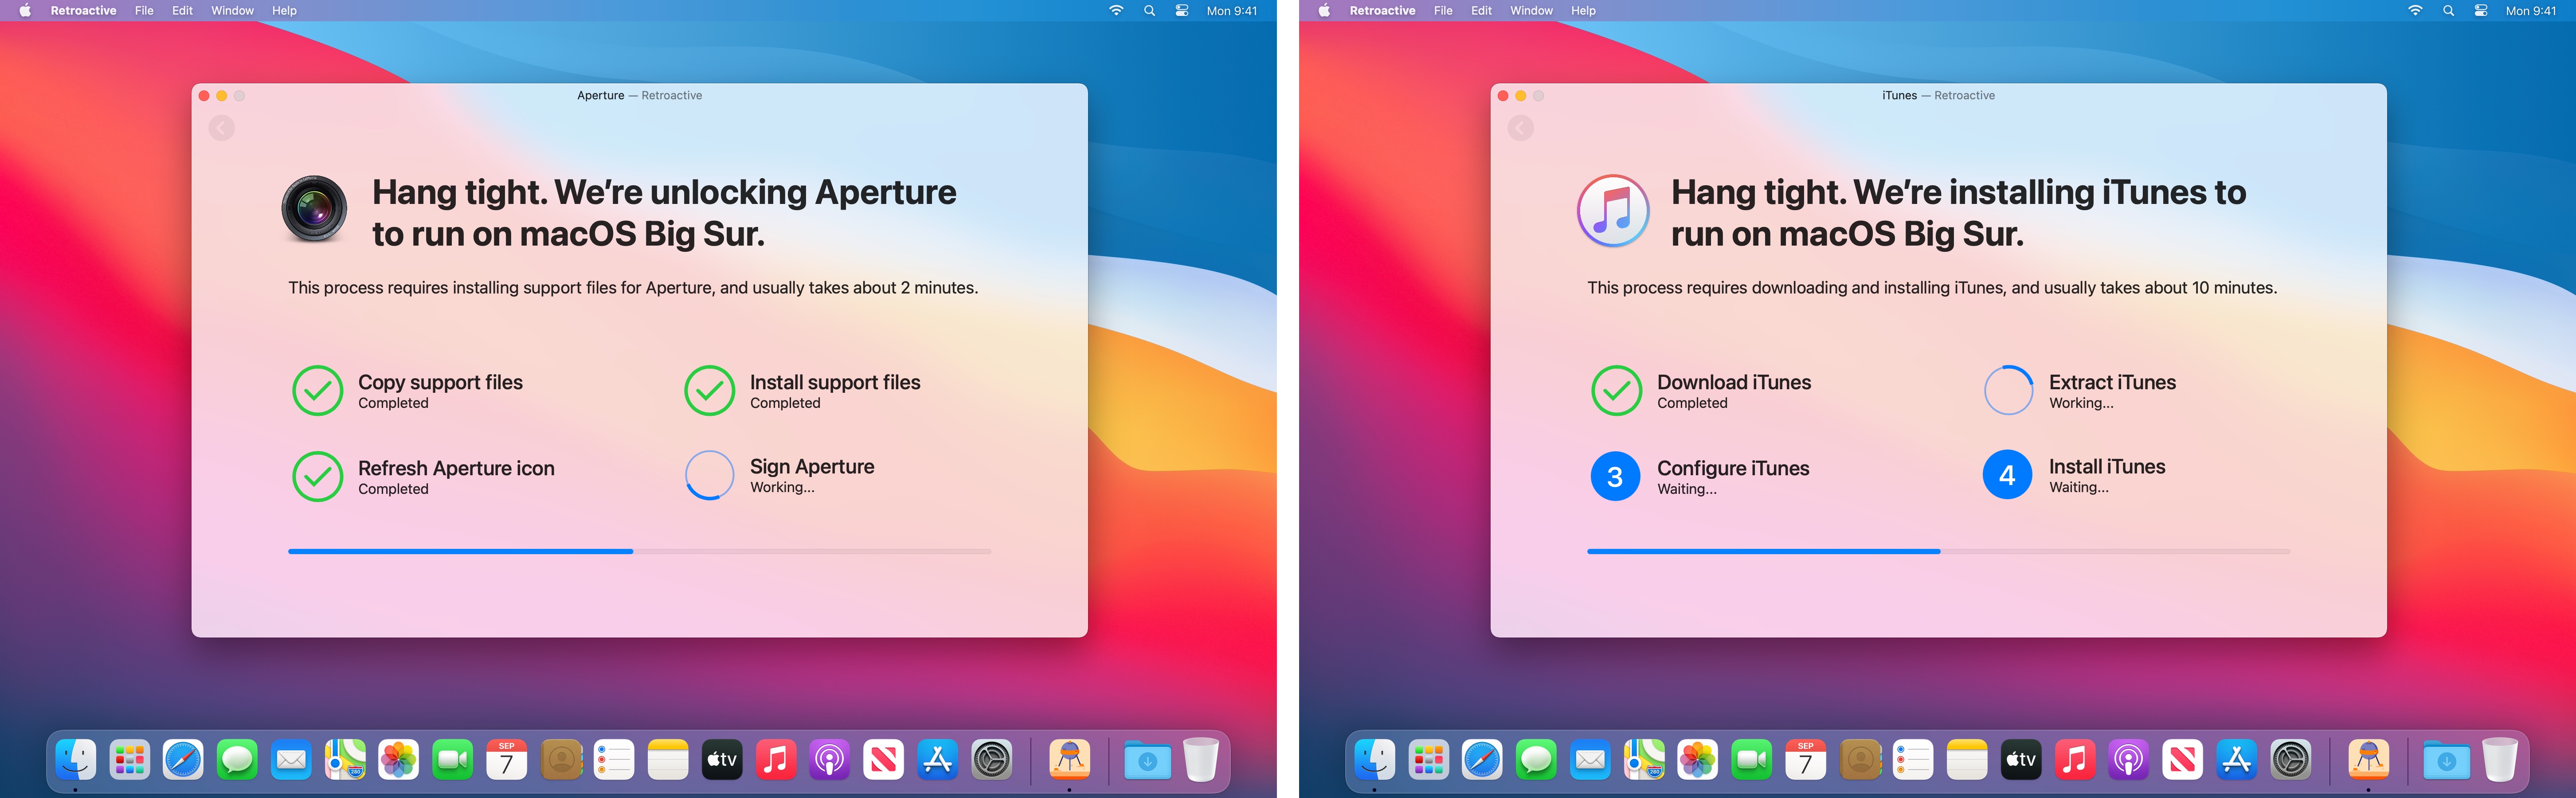 Retroactive File Edit Window Help Mon 9:41
Aperture — Retroactive
Hang tight. We’re unlocking Aperture
to run on macOS Big Sur.
This process requires installing support files for Aperture, and usually takes about 2 minutes.
Copy support files
Completed
Install support files
Completed
Refresh Aperture icon
Completed
Sign Aperture
Working...
SEP
7
tv
280
Retroactive File Edit Window Help Mon 9:41
iTunes — Retroactive
Hang tight. We’re installing iTunes to
run on macOS Big Sur.
This process requires downloading and installing iTunes, and usually takes about 10 minutes.
Download iTunes
Completed
Extract iTunes
Working...
3
Configure iTunes
Waiting...
4
Install iTunes
Waiting...
SEP
7
tv
280